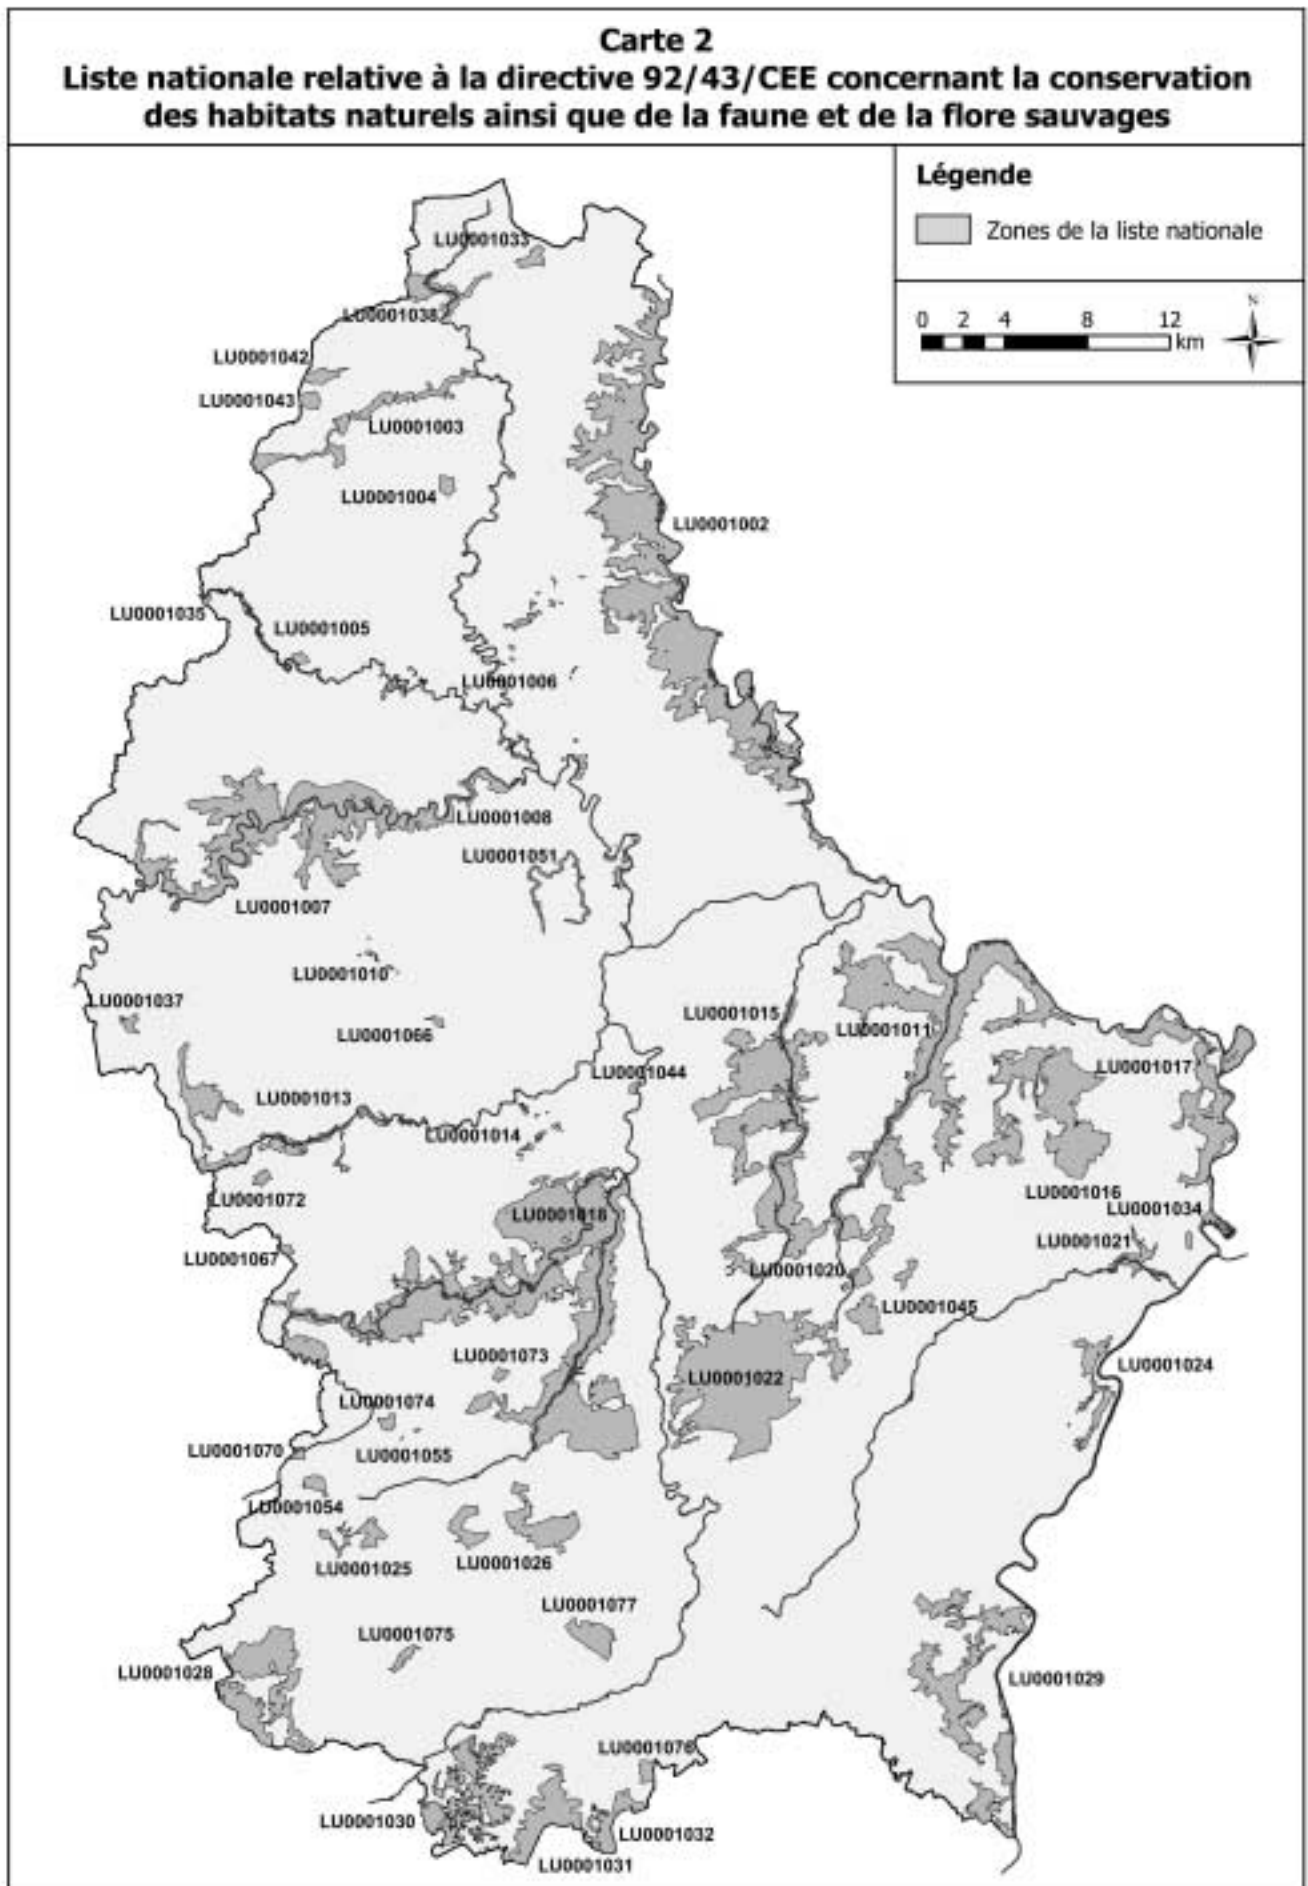 Carte 2
Liste nationale relative à la directive 92/43/CEE concernant la conservation
des habitats naturels ainsi que de la faune et de la flore sauvages
Légende
Zones de la liste nationale
0 2 4 8 12
km
N
LU0001033
LU0001038
LU0001042
LU0001043
LU0001003
LU0001004
LU0001002
LU0001035
LU0001005
LU0001006
LU0001008
LU0001051
LU0001007
LU0001010
LU0001037
LU0001015
LU0001011
LU0001066
LU0001044
LU0001017
LU0001013
LU0001014
LU0001072
LU0001016
LU0001034
LU0001018
LU0001021
LU0001067
LU0001020
LU0001045
LU0001073
LU0001024
LU0001022
LU0001074
LU0001070
LU0001055
LU0001054
LU0001025
LU0001026
LU0001077
LU0001075
LU0001028
LU0001029
LU0001076
LU0001030
LU0001032
LU0001031